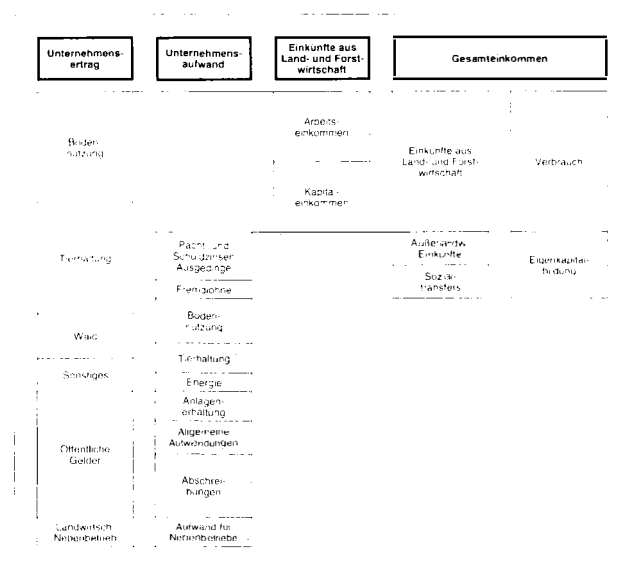 Unternehmens-
ertrag
Unternehmens-
aufwand
Einkünfte aus
Land- und Forst-
wirtschaft
Gesamteinkommen
Boden-
nutzung
Tierhaltung
Wald
Sonstiges
Öffentliche
Gelder
Landwirtsch.
Nebenbetrieb
Pacht- und
Schuldzinsen
Ausgedinge
Fremdlöhne
Boden-
nutzung
Tierhaltung
Energie
Anlagen-
erhaltung
Allgemeine
Aufwendungen
Abschrei-
bungen
Aufwand für
Nebenbetriebe
Arbeits-
einkommen
Kapital-
einkommen
Einkünfte aus
Land- und Forst-
wirtschaft
Außerlandw.
Einkünfte
Sozial-
transfers
Verbrauch
Eigenkapital-
bildung